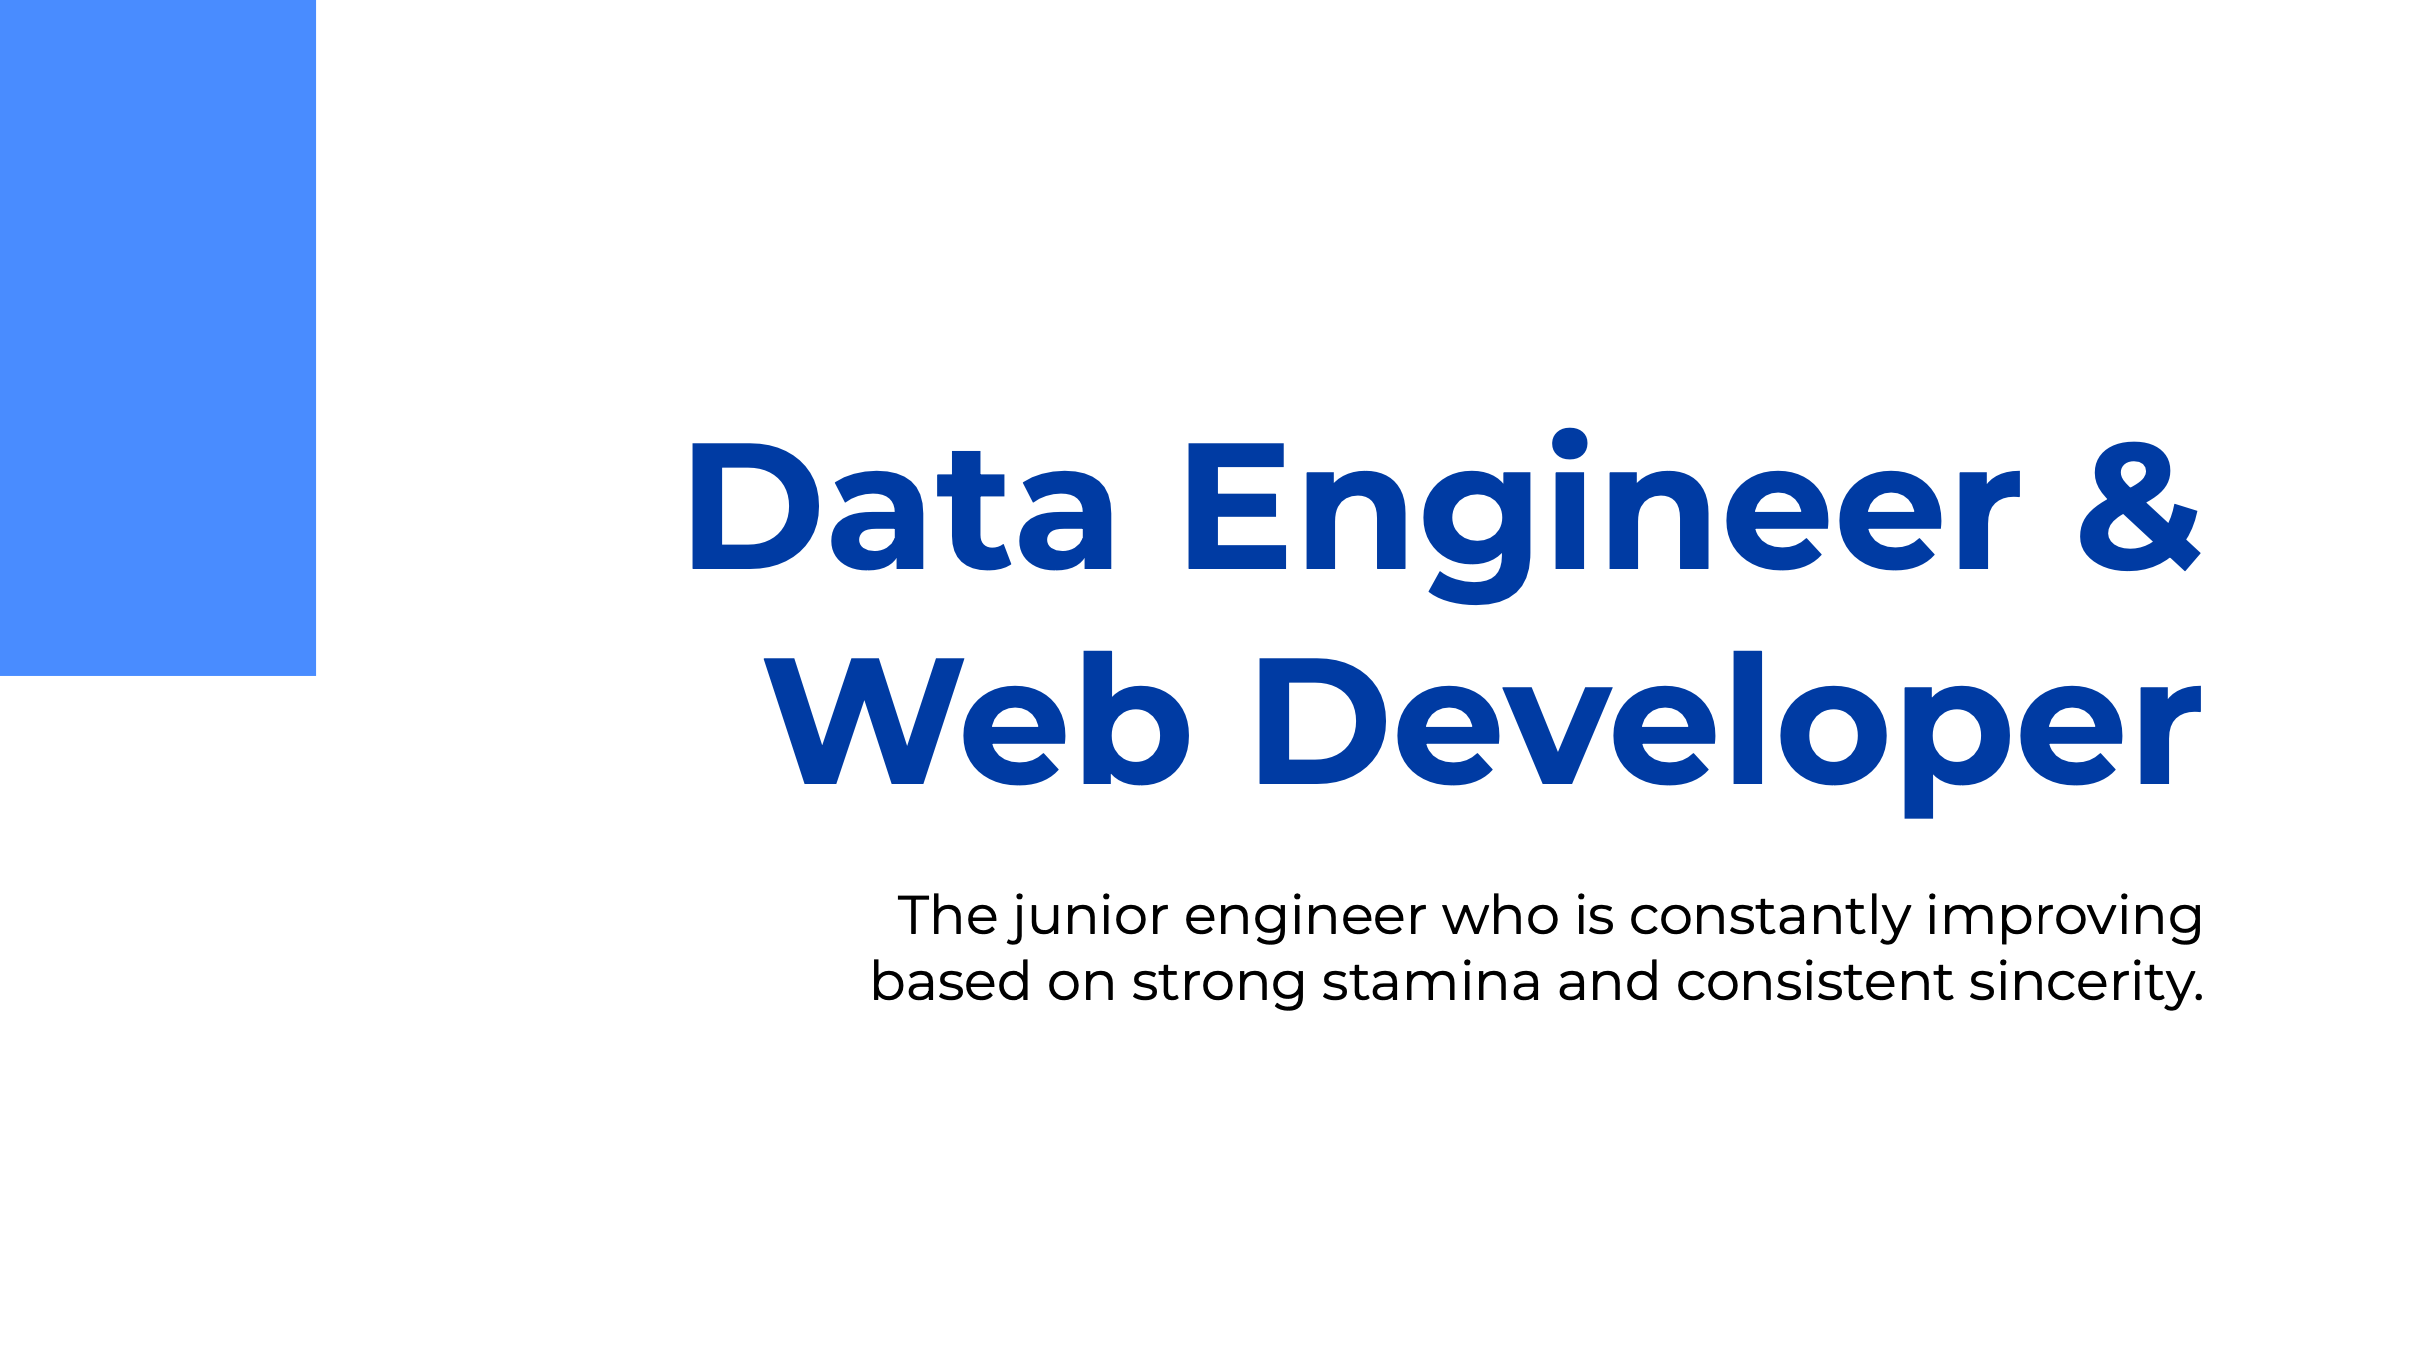 Data Engineer &
Web Developer
The junior engineer who is constantly improving
based on strong stamina and consistent sincerity.